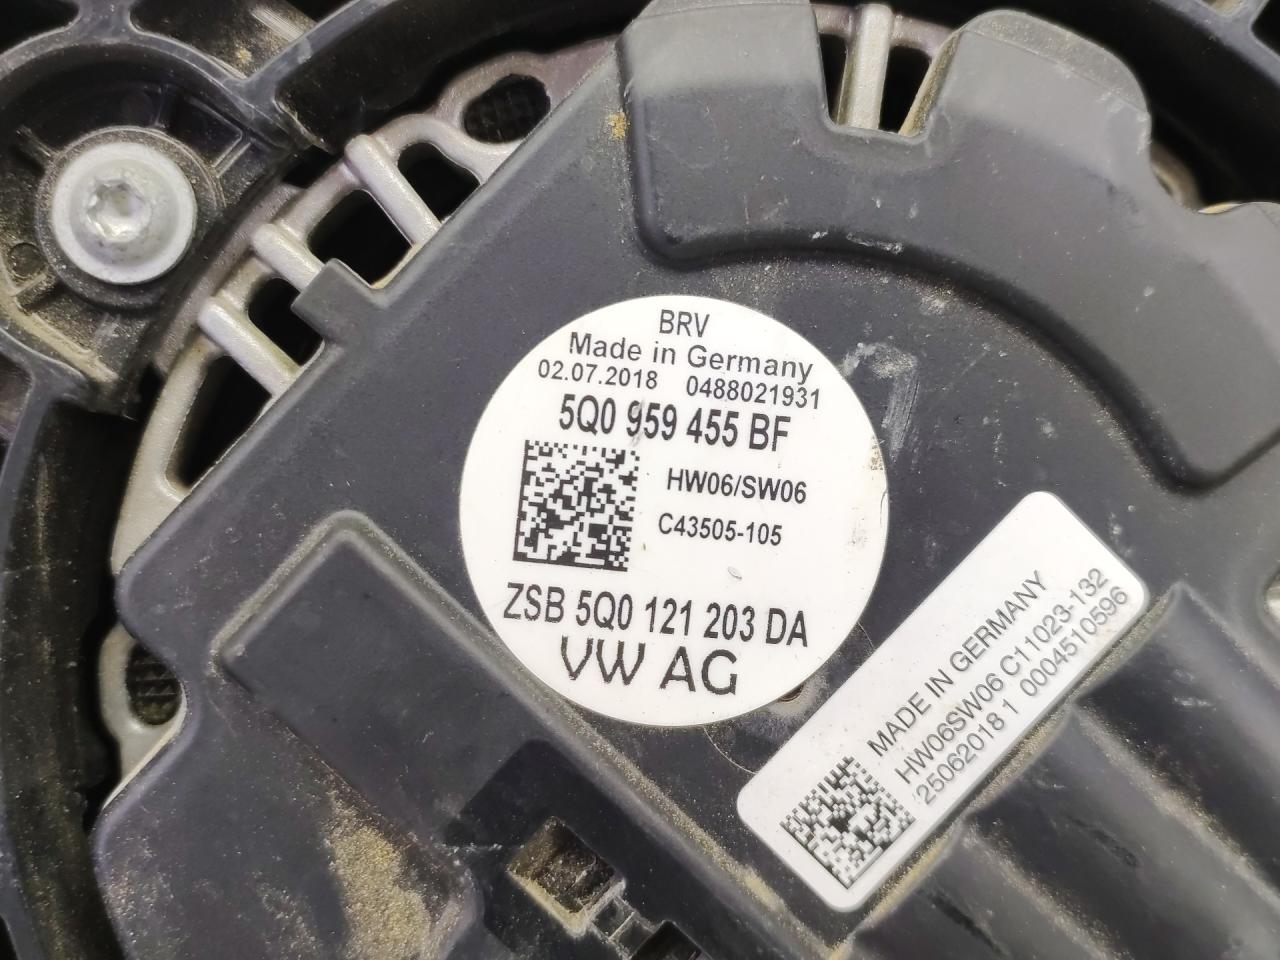 BRV
Made in Germany
02.07.2018 0488021931
5Q0 959 455 BF
HW06/SW06
C43505-105
ZSB 5Q0 121 203 DA
VW AG
MADE IN GERMANY
HW06SW06 C11023-132
25062018 1 0004510596